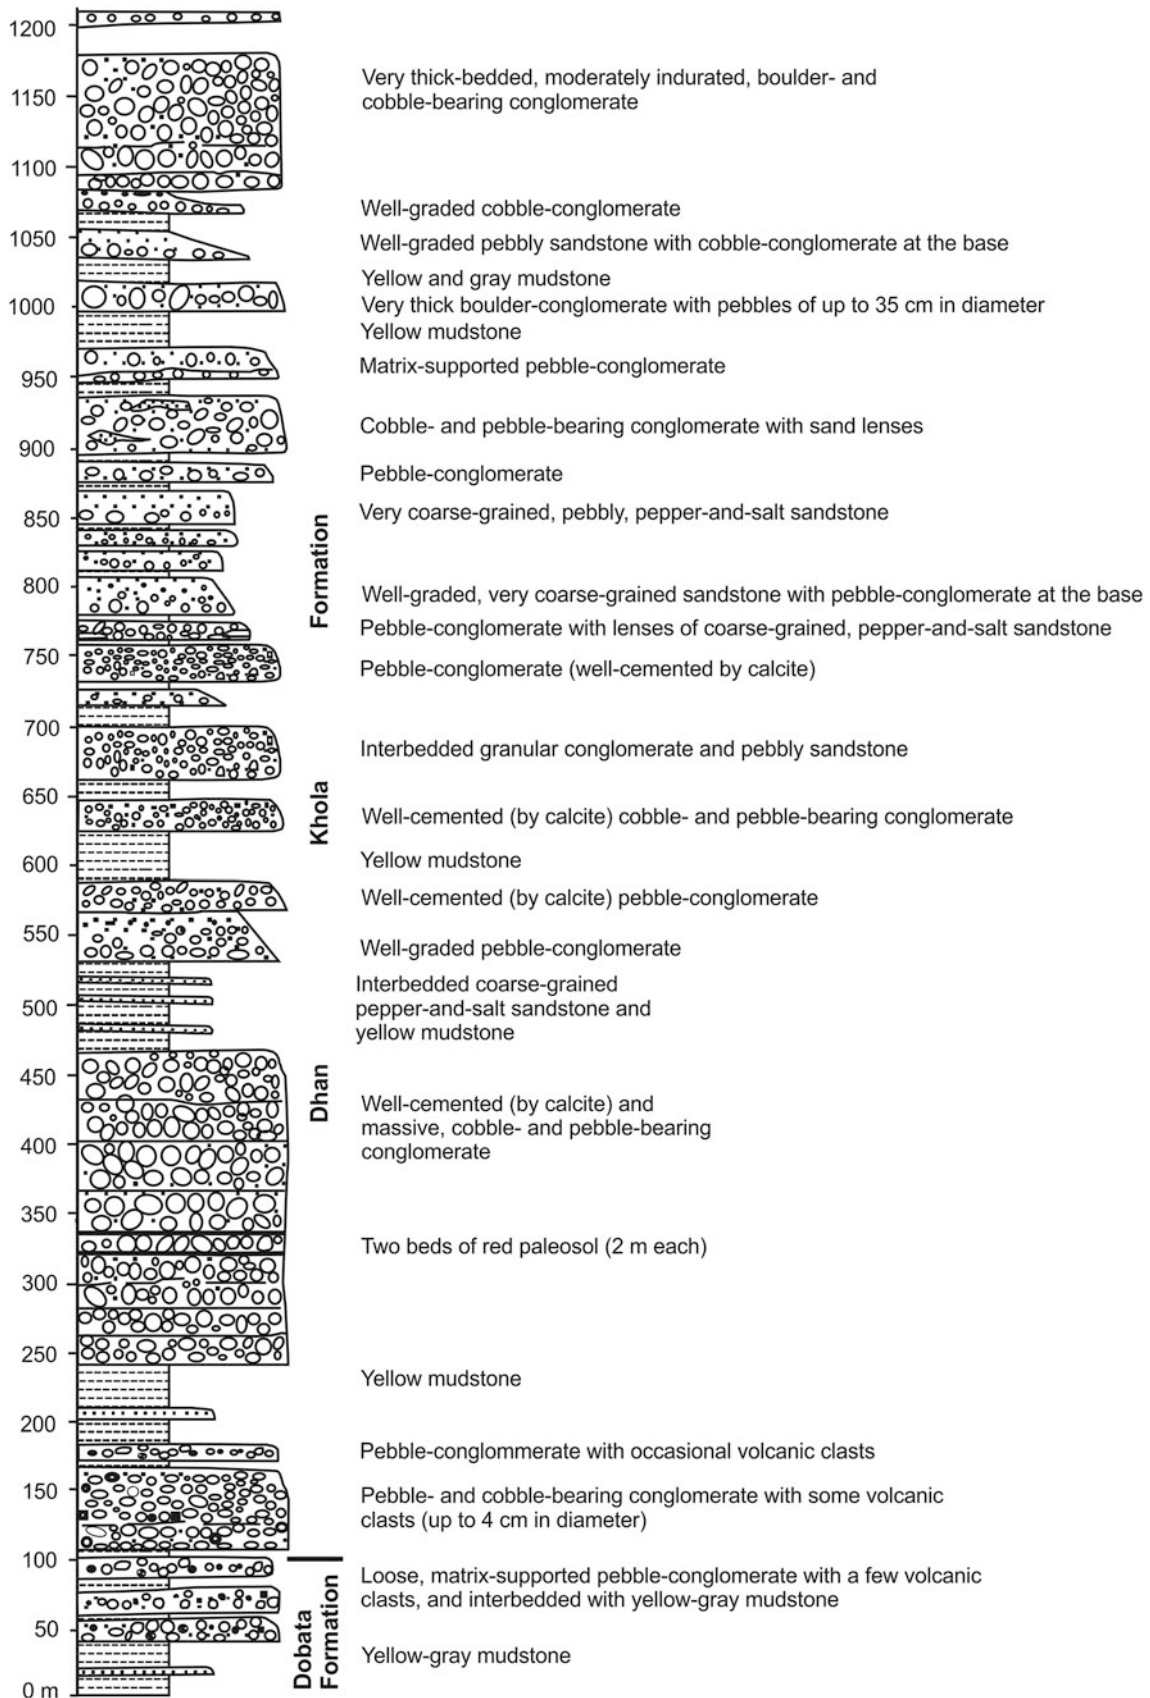 1200
Very thick-bedded, moderately indurated, boulder- and
cobble-bearing conglomerate
1150
1100
Well-graded cobble-conglomerate
1050
Well-graded pebbly sandstone with cobble-conglomerate at the base
Yellow and gray mudstone
1000
Very thick boulder-conglomerate with pebbles of up to 35 cm in diameter
Yellow mudstone
Matrix-supported pebble-conglomerate
950
Cobble- and pebble-bearing conglomerate with sand lenses
900
Pebble-conglomerate
Very coarse-grained, pebbly, pepper-and-salt sandstone
850
Formation
800
Well-graded, very coarse-grained sandstone with pebble-conglomerate at the base
Pebble-conglomerate with lenses of coarse-grained, pepper-and-salt sandstone
750
Pebble-conglomerate (well-cemented by calcite)
700
Interbedded granular conglomerate and pebbly sandstone
650
Khola
Well-cemented (by calcite) cobble- and pebble-bearing conglomerate
600
Yellow mudstone
Well-cemented (by calcite) pebble-conglomerate
550
Well-graded pebble-conglomerate
Interbedded coarse-grained
500
pepper-and-salt sandstone and
yellow mudstone
450
Dhan
Well-cemented (by calcite) and
massive, cobble- and pebble-bearing
conglomerate
400
350
Two beds of red paleosol (2 m each)
300
250
Yellow mudstone
200
Pebble-conglommerate with occasional volcanic clasts
150
Pebble- and cobble-bearing conglomerate with some volcanic
clasts (up to 4 cm in diameter)
100
Loose, matrix-supported pebble-conglomerate with a few volcanic
clasts, and interbedded with yellow-gray mudstone
50
Dobata
Formation
Yellow-gray mudstone
0 m